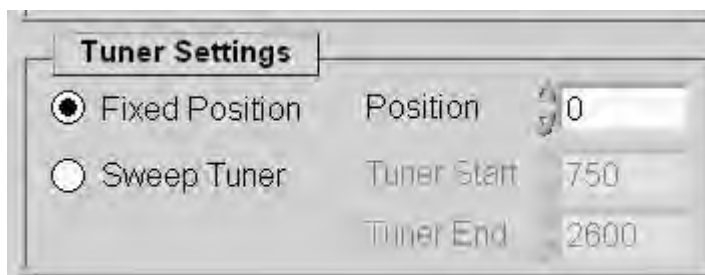 Tuner Settings
Fixed Position Position 0
Sweep Tuner Tuner Start 750
Tuner End 2600